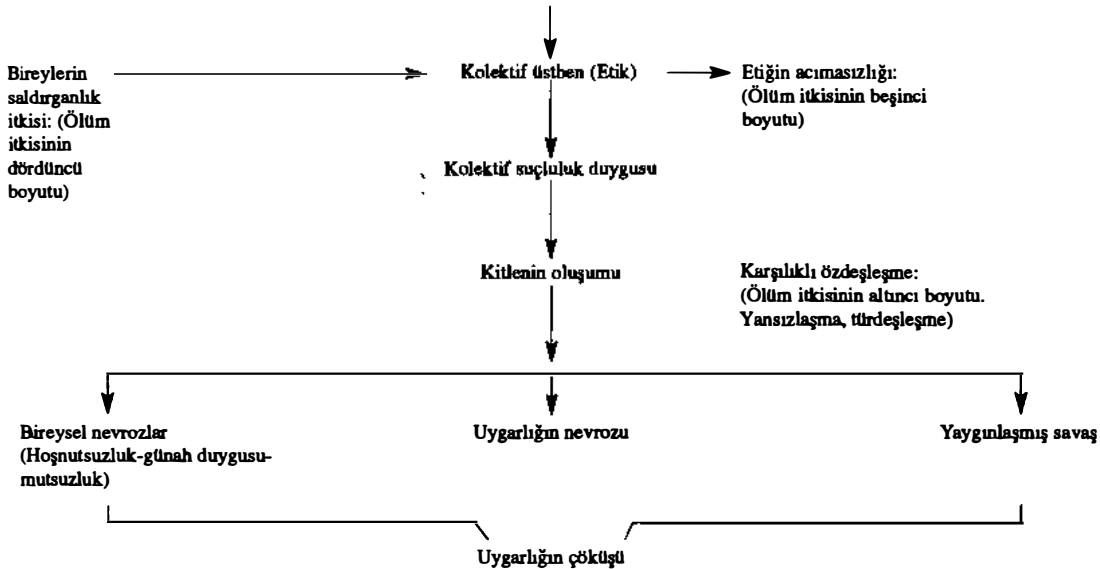 Bireylerin
saldırganlık
itkisi: (Ölüm
itkisinin
dördüncü
boyutu)
Kolektif üstben (Etik)
Etiğin acımasızlığı:
(Ölüm itkisinin beşinci
boyutu)
Kolektif suçluluk duygusu
Kitlenin oluşumu
Karşılıklı özdeşleşme:
(Ölüm itkisinin altıncı boyutu.
Yansızlaşma, türdeşleşme)
Bireysel nevrozlar
(Hoşnutsuzluk-günah duygusu-
mutsuzluk)
Uygarlığın nevrozu
Yaygınlaşmış savaş
Uygarlığın çöküşü